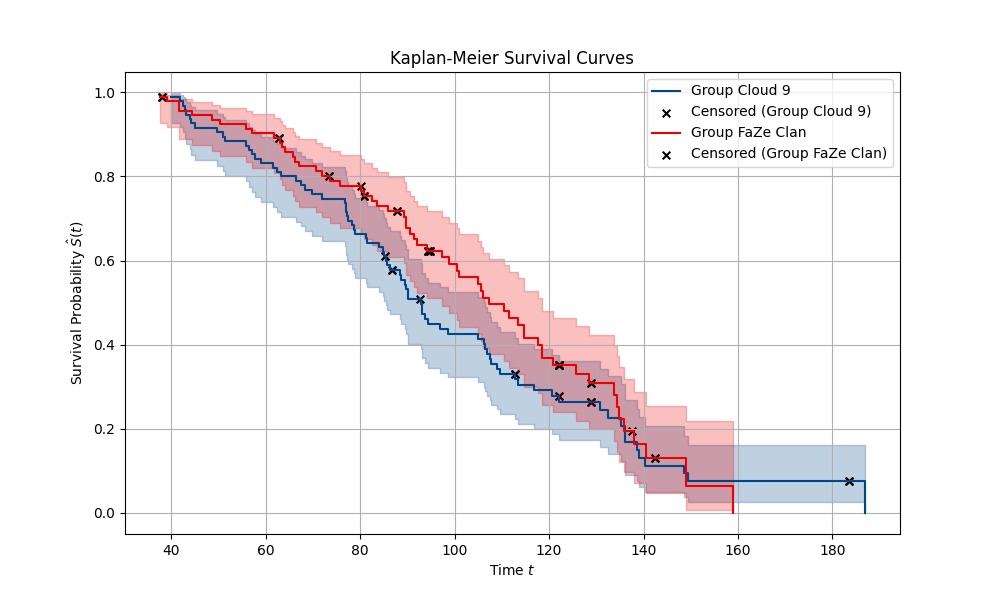 Kaplan-Meier Survival Curves
Group Cloud 9
Censored (Group Cloud 9)
Group FaZe Clan
Censored (Group FaZe Clan)
Survival Probability $\hat{S}(t)$
1.0
0.8
0.6
0.4
0.2
0.0
40 60 80 100 120 140 160 180
Time t